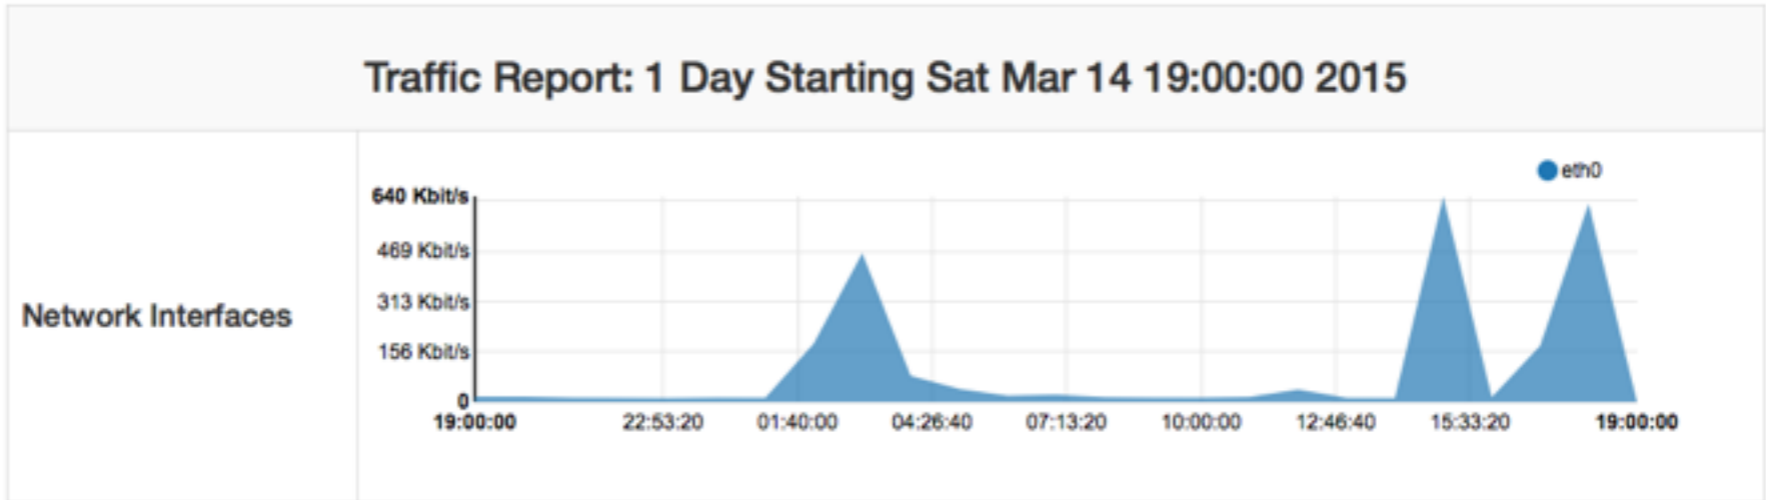 Traffic Report: 1 Day Starting Sat Mar 14 19:00:00 2015
Network Interfaces
eth0
640 Kbit/s
469 Kbit/s
313 Kbit/s
156 Kbit/s
0
19:00:00 22:53:20 01:40:00 04:26:40 07:13:20 10:00:00 12:46:40 15:33:20 19:00:00